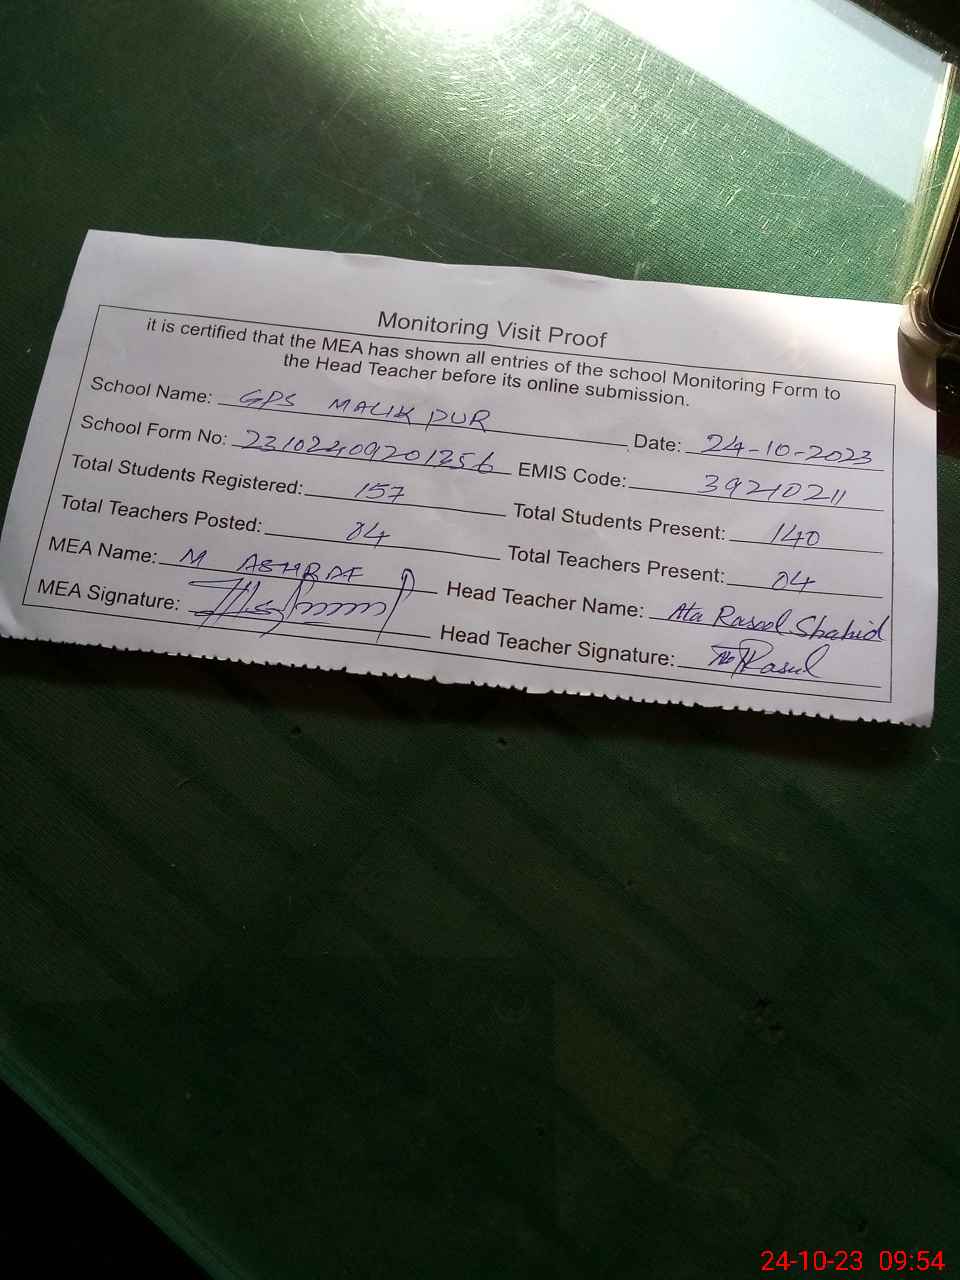 Monitoring Visit Proof
it is certified that the MEA has shown all entries of the school Monitoring Form to
the Head Teacher before its online submission.
School Name: GPS MALIKPUR Date: 24-10-2023
School Form No: 23102409201256 EMIS Code: 39210211
Total Students Registered: 157 Total Students Present: 140
Total Teachers Posted: 04 Total Teachers Present: 04
MEA Name: M ASHRAF Head Teacher Name: Ata Rasool Shahid
MEA Signature: Head Teacher Signature: Rasul
24-10-23 09:54